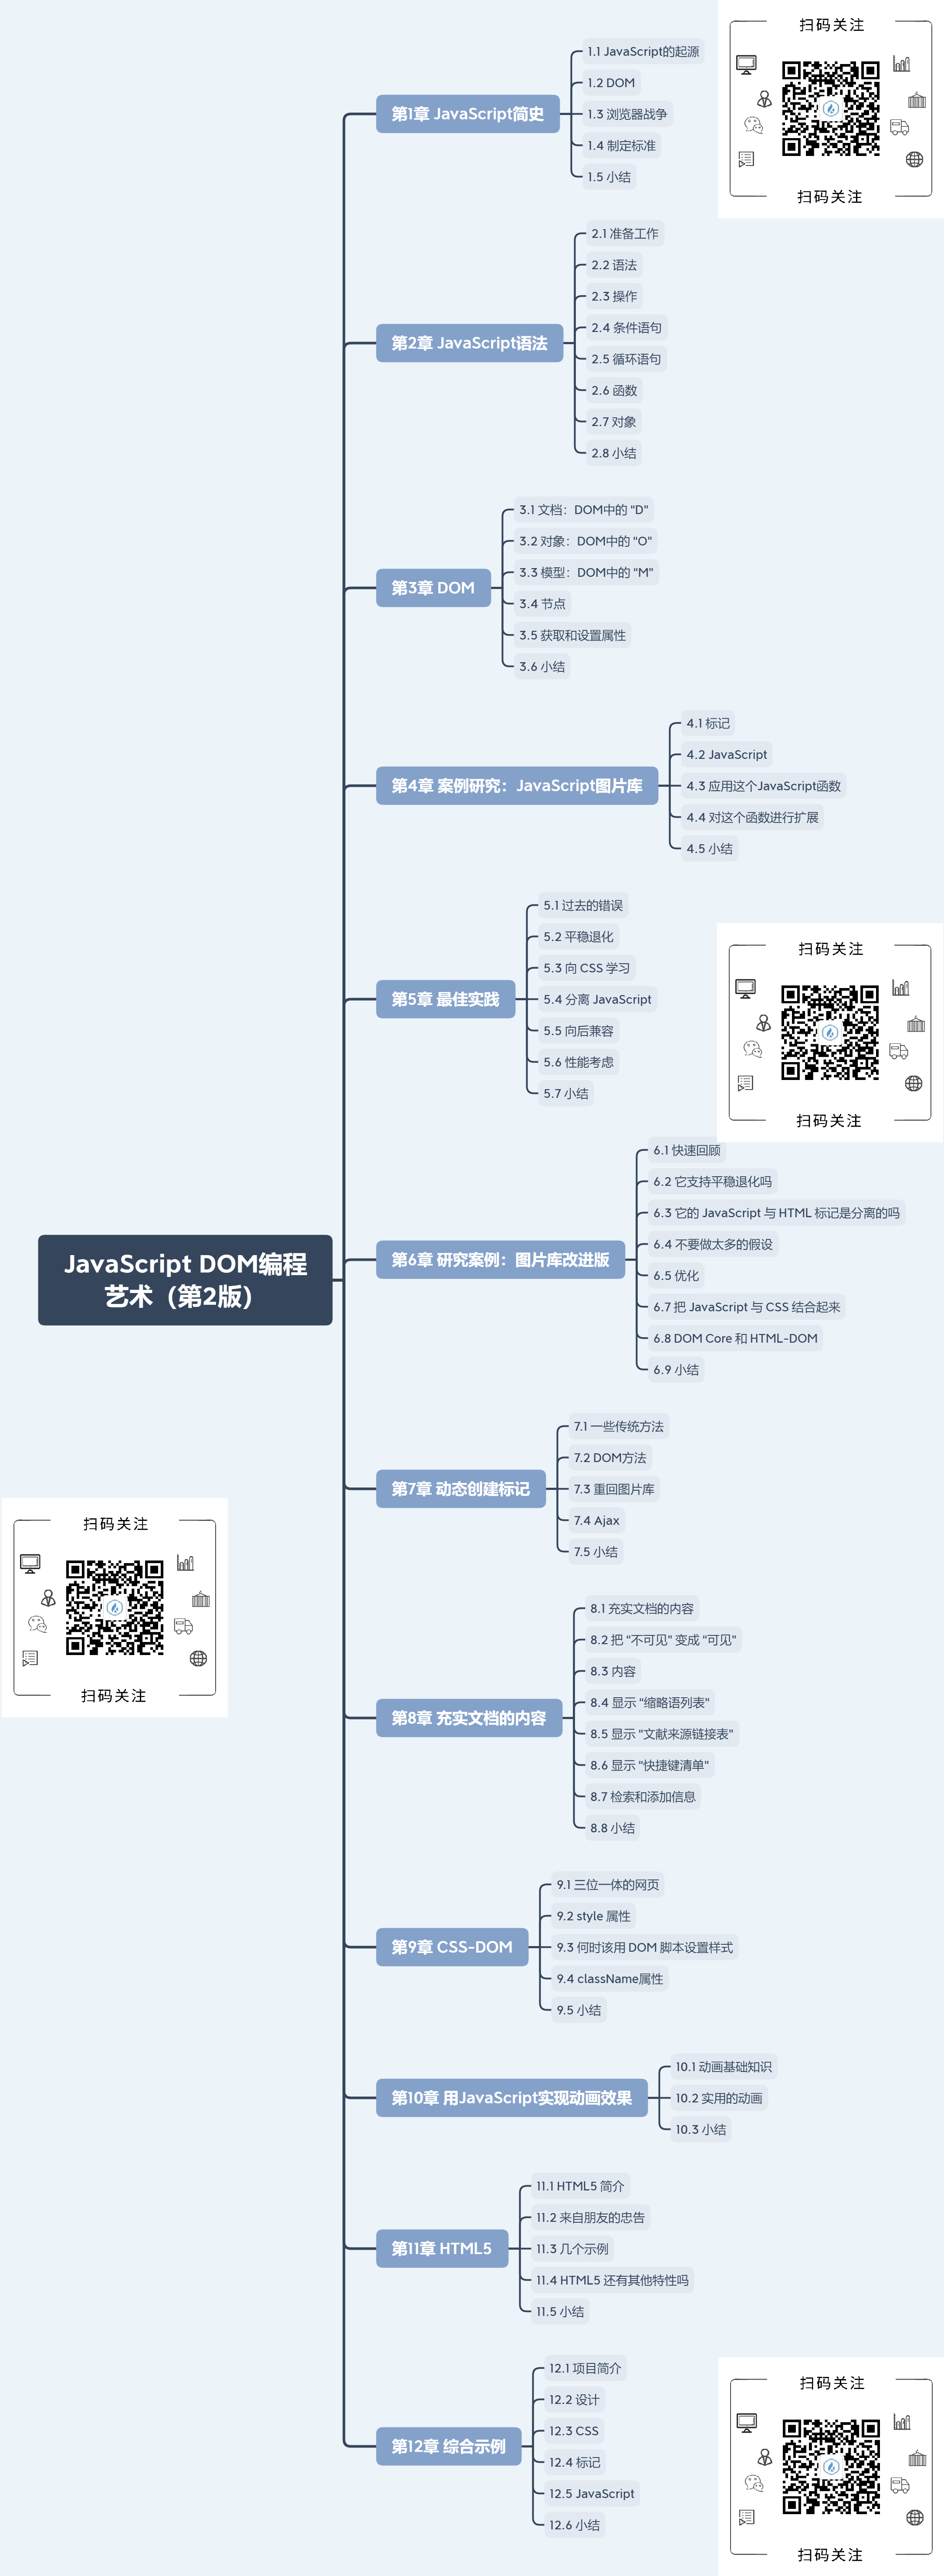 扫码关注
扫码关注
第1章 JavaScript简史
1.1 JavaScript的起源
1.2 DOM
1.3 浏览器战争
1.4 制定标准
1.5 小结
第2章 JavaScript语法
2.1 准备工作
2.2 语法
2.3 操作
2.4 条件语句
2.5 循环语句
2.6 函数
2.7 对象
2.8 小结
第3章 DOM
3.1 文档：DOM中的 "D"
3.2 对象：DOM中的 "O"
3.3 模型：DOM中的 "M"
3.4 节点
3.5 获取和设置属性
3.6 小结
第4章 案例研究：JavaScript图片库
4.1 标记
4.2 JavaScript
4.3 应用这个JavaScript函数
4.4 对这个函数进行扩展
4.5 小结
第5章 最佳实践
5.1 过去的错误
5.2 平稳退化
5.3 向 CSS 学习
5.4 分离 JavaScript
5.5 向后兼容
5.6 性能考虑
5.7 小结
扫码关注
扫码关注
JavaScript DOM编程
艺术（第2版）
第6章 研究案例：图片库改进版
6.1 快速回顾
6.2 它支持平稳退化吗
6.3 它的 JavaScript 与 HTML 标记是分离的吗
6.4 不要做太多的假设
6.5 优化
6.7 把 JavaScript 与 CSS 结合起来
6.8 DOM Core 和 HTML-DOM
6.9 小结
第7章 动态创建标记
7.1 一些传统方法
7.2 DOM方法
7.3 重回图片库
7.4 Ajax
7.5 小结
扫码关注
扫码关注
第8章 充实文档的内容
8.1 充实文档的内容
8.2 把 "不可见" 变成 "可见"
8.3 内容
8.4 显示 "缩略语列表"
8.5 显示 "文献来源链接表"
8.6 显示 "快捷键清单"
8.7 检索和添加信息
8.8 小结
第9章 CSS-DOM
9.1 三位一体的网页
9.2 style 属性
9.3 何时该用 DOM 脚本设置样式
9.4 className属性
9.5 小结
第10章 用JavaScript实现动画效果
10.1 动画基础知识
10.2 实用的动画
10.3 小结
第11章 HTML5
11.1 HTML5 简介
11.2 来自朋友的忠告
11.3 几个示例
11.4 HTML5 还有其他特性吗
11.5 小结
第12章 综合示例
12.1 项目简介
12.2 设计
12.3 CSS
12.4 标记
12.5 JavaScript
12.6 小结
扫码关注
扫码关注